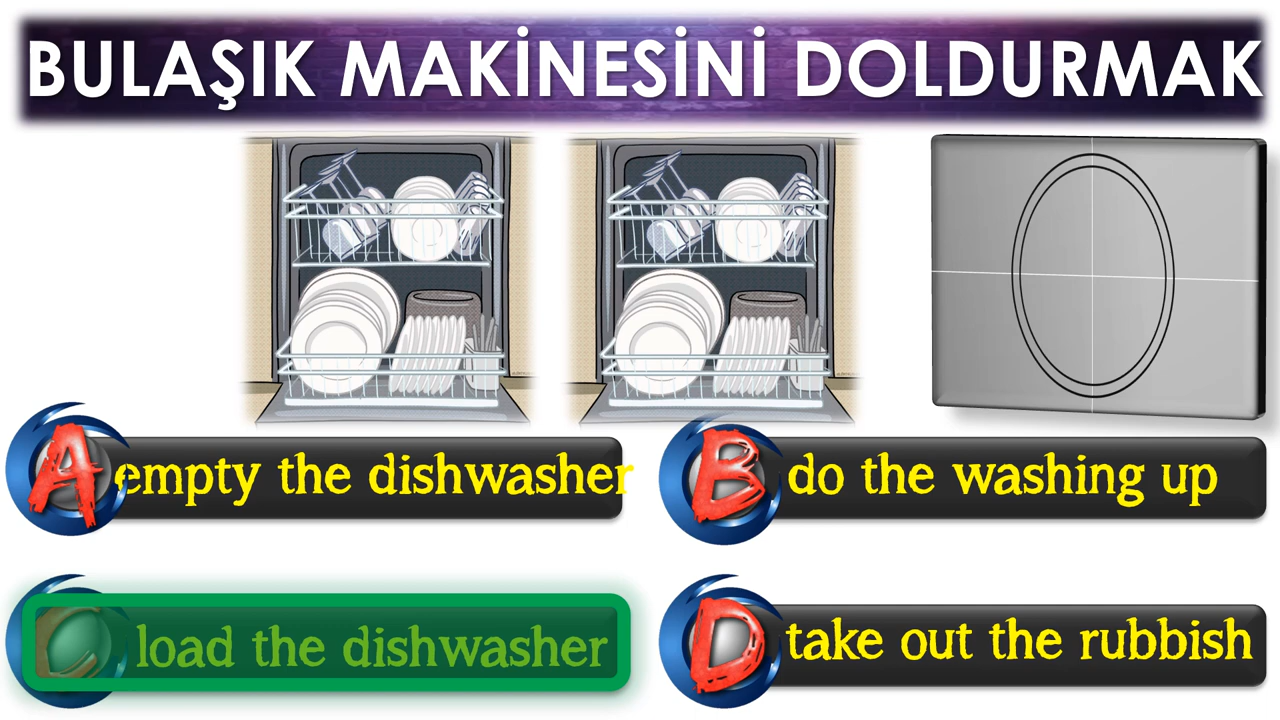 BULAŞIK MAKİNESİNİ DOLDURMAK
A empty the dishwasher
B do the washing up
C load the dishwasher
D take out the rubbish